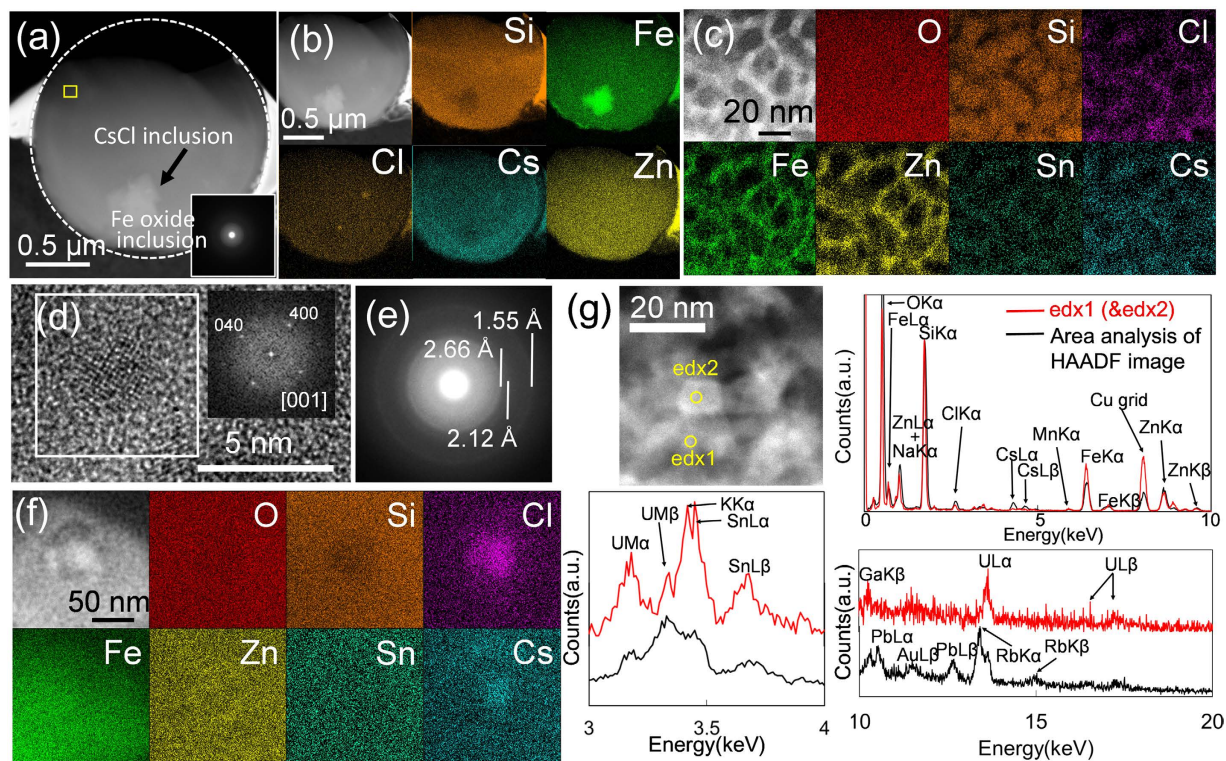 (a)
CsCl inclusion
Fe oxide
inclusion
0.5 µm
(b)
Si
Fe
0.5 µm
Cl
Cs
Zn
(c)
O
Si
Cl
20 nm
Fe
Zn
Sn
Cs
(d)
040
400
[001]
5 nm
(e)
1.55 Å
2.66 Å
2.12 Å
(g)
20 nm
edx2
edx1
OKα
FeLα
SiKα
edx1 (&edx2)
Area analysis of
HAADF image
ZnLα
+
NaKα
ClKα
CsLα
CsLβ
MnKα
FeKα
FeKβ
Cu grid
ZnKα
ZnKβ
Counts(a.u.)
0
5
10
Energy(keV)
(f)
O
Si
Cl
50 nm
Fe
Zn
Sn
Cs
UMα
UMβ
KKα
SnLα
SnLβ
Counts(a.u.)
3
3.5
4
Energy(keV)
GaKβ
ULα
ULβ
PbLα
AuLβ
PbLβ
RbKα
RbKβ
Counts(a.u.)
10
15
20
Energy(keV)